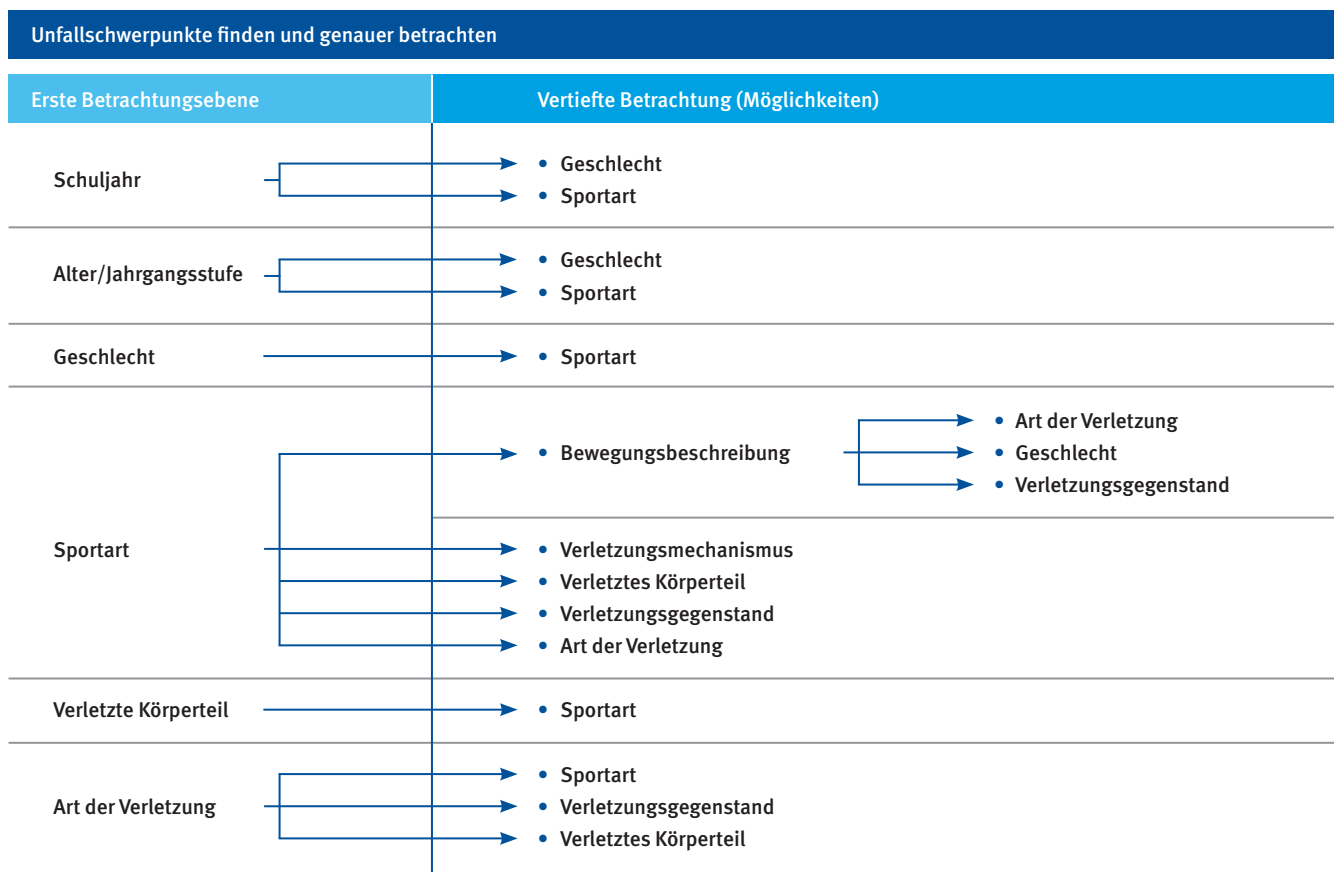 Unfallschwerpunkte finden und genauer betrachten
Erste Betrachtungsebene
Vertiefte Betrachtung (Möglichkeiten)
Schuljahr
• Geschlecht
• Sportart
Alter/Jahrgangsstufe
• Geschlecht
• Sportart
Geschlecht
• Sportart
Sportart
• Bewegungsbeschreibung
• Art der Verletzung
• Geschlecht
• Verletzungsgegenstand
• Verletzungsmechanismus
• Verletztes Körperteil
• Verletzungsgegenstand
• Art der Verletzung
Verletzte Körperteil
• Sportart
Art der Verletzung
• Sportart
• Verletzungsgegenstand
• Verletztes Körperteil